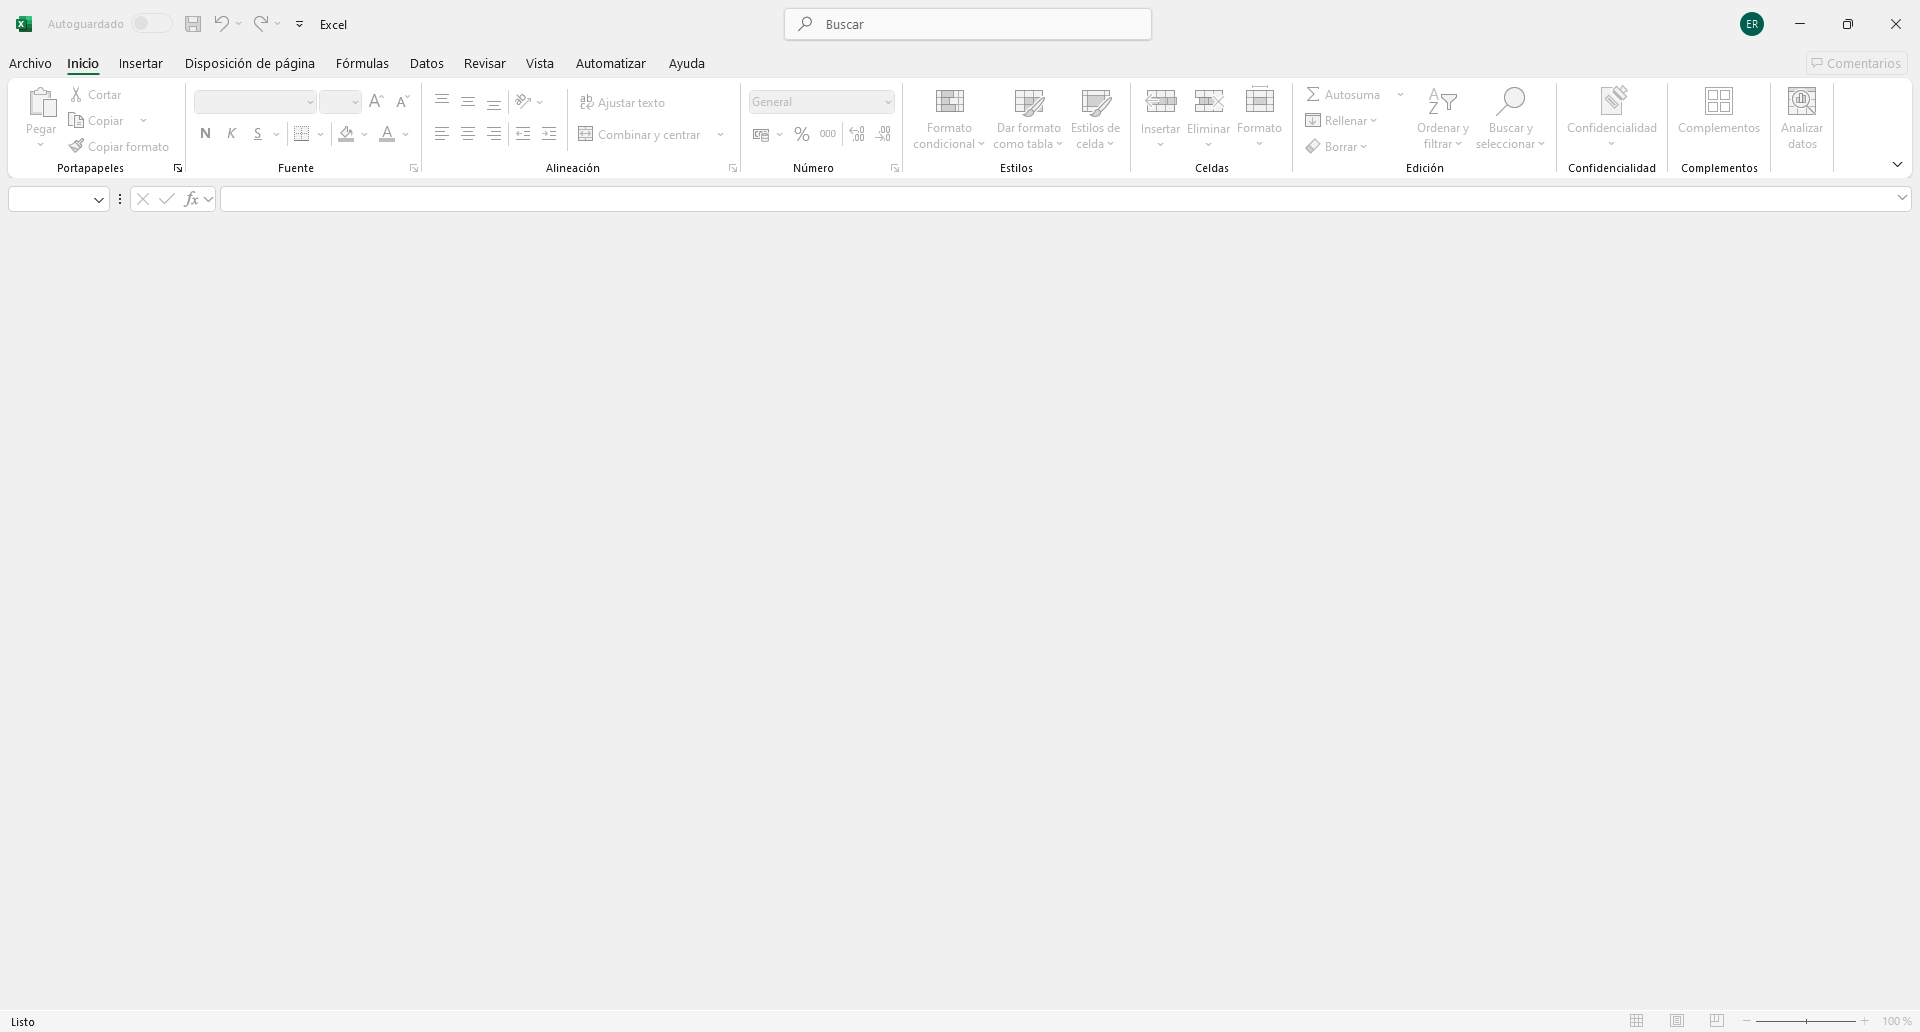 Autoguardado
Excel
Buscar
ER
Archivo Inicio Insertar Disposición de página Fórmulas Datos Revisar Vista Automatizar Ayuda Comentarios
Pegar
Cortar
Copiar
Copiar formato
Portapapeles
N K S A
Fuente
ab
Ajustar texto
Combinar y centrar
Alineación
General
% 000
Número
Formato
condicional
Dar formato
como tabla
Estilos de
celda
Estilos
Insertar
Eliminar
Formato
Celdas
Autosuma
Rellenar
Borrar
Ordenar y
filtrar
Buscar y
seleccionar
Edición
Confidencialidad
Confidencialidad
Complementos
Complementos
Analizar
datos
fx
Listo
100 %